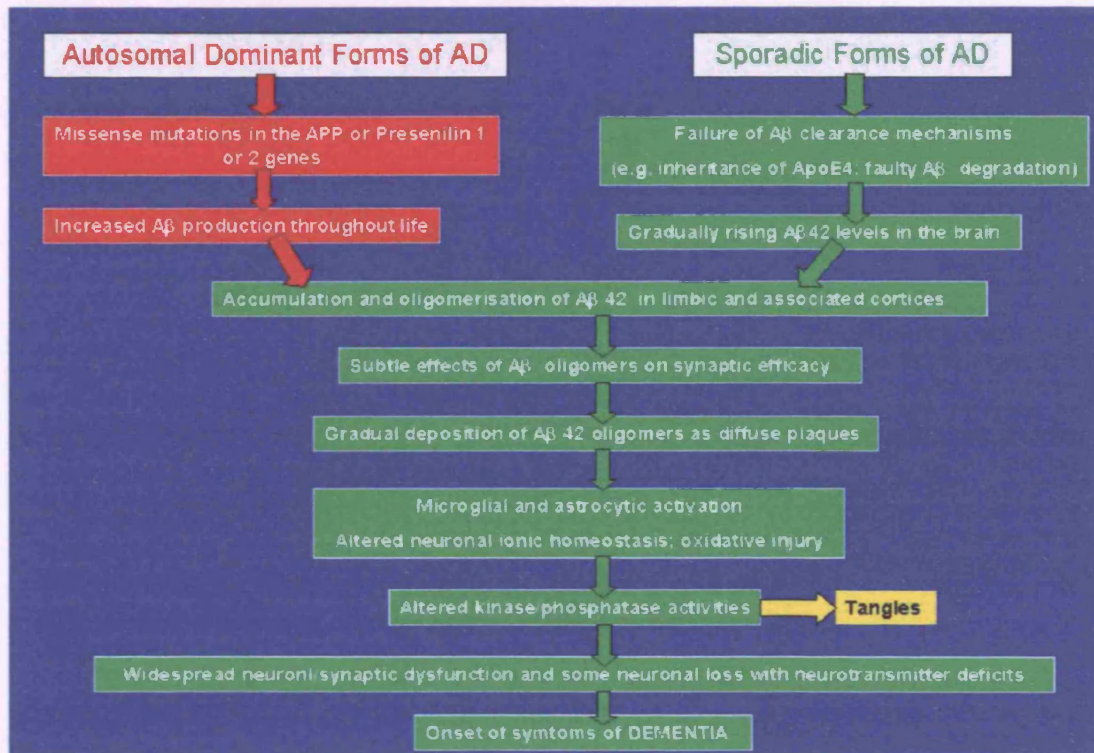 Autosomal Dominant Forms of AD
Sporadic Forms of AD
Missense mutations in the APP or Presenilin 1
or 2 genes
Failure of Aβ clearance mechanisms
(e.g. inheritance of ApoE4; faulty Aβ degradation)
Increased Aβ production throughout life
Gradually rising Aβ 42 levels in the brain
Accumulation and oligomerisation of Aβ 42 in limbic and associated cortices
Subtle effects of Aβ oligomers on synaptic efficacy
Gradual deposition of Aβ 42 oligomers as diffuse plaques
Microglial and astrocytic activation
Altered neuronal ionic homeostasis; oxidative injury
Altered kinase/phosphatase activities
Tangles
Widespread neuronl/synaptic dysfunction and some neuronal loss with neurotransmitter deficits
Onset of symtoms of DEMENTIA